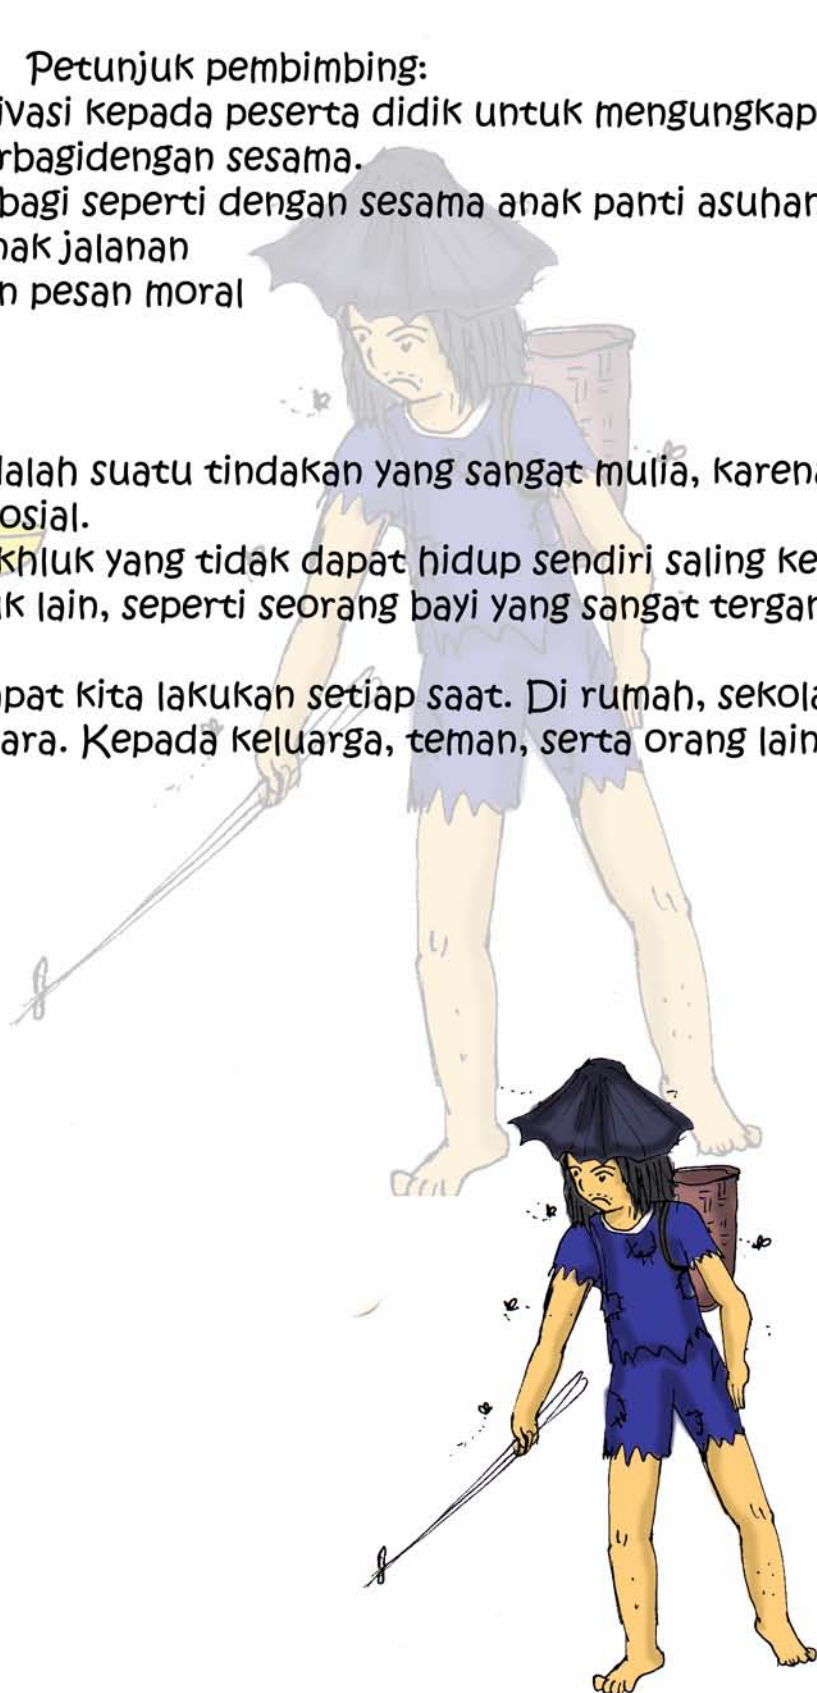 Petunjuk pembimbing:
ivasi kepada peserta didik untuk mengungkap
rbagidengan sesama.
bagi seperti dengan sesama anak panti asuhan
nak jalanan
n pesan moral
lalah suatu tindakan yang sangat mulia, karena
osial.
khluk yang tidak dapat hidup sendiri saling ke
k lain, seperti seorang bayi yang sangat tergan
pat kita lakukan setiap saat. Di rumah, sekola
ara. Kepada keluarga, teman, serta orang lain